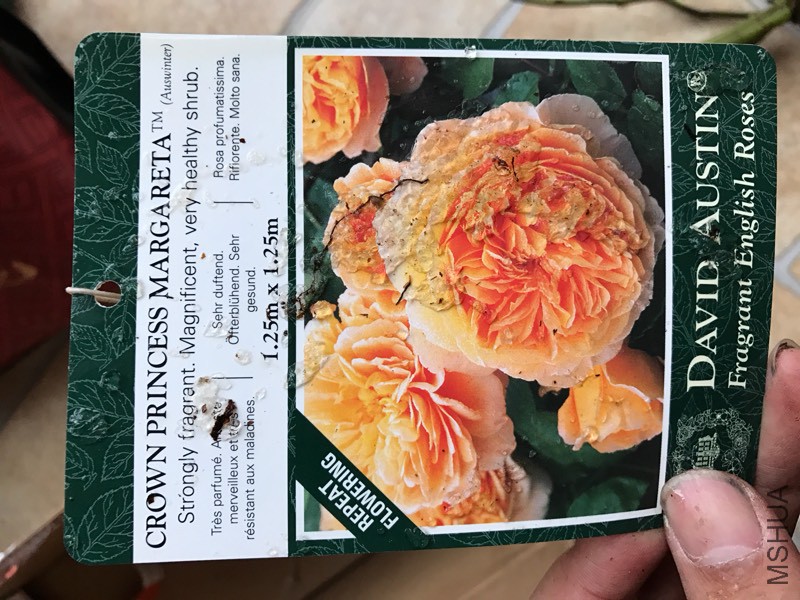 CROWN PRINCESS MARGARETA™ (Auswinter)
Strongly fragrant. Magnificent, very healthy shrub.
Très parfumé.
merveilleux et
résistant aux maladies.
Sehr duftend.
Öfterblühend. Sehr
gesund.
Rosa profumatissima.
Rifiorente. Molto sana.
1.25m x 1.25m
REPEAT
FLOWERING
DAVID AUSTIN®
Fragrant English Roses
MSHUA